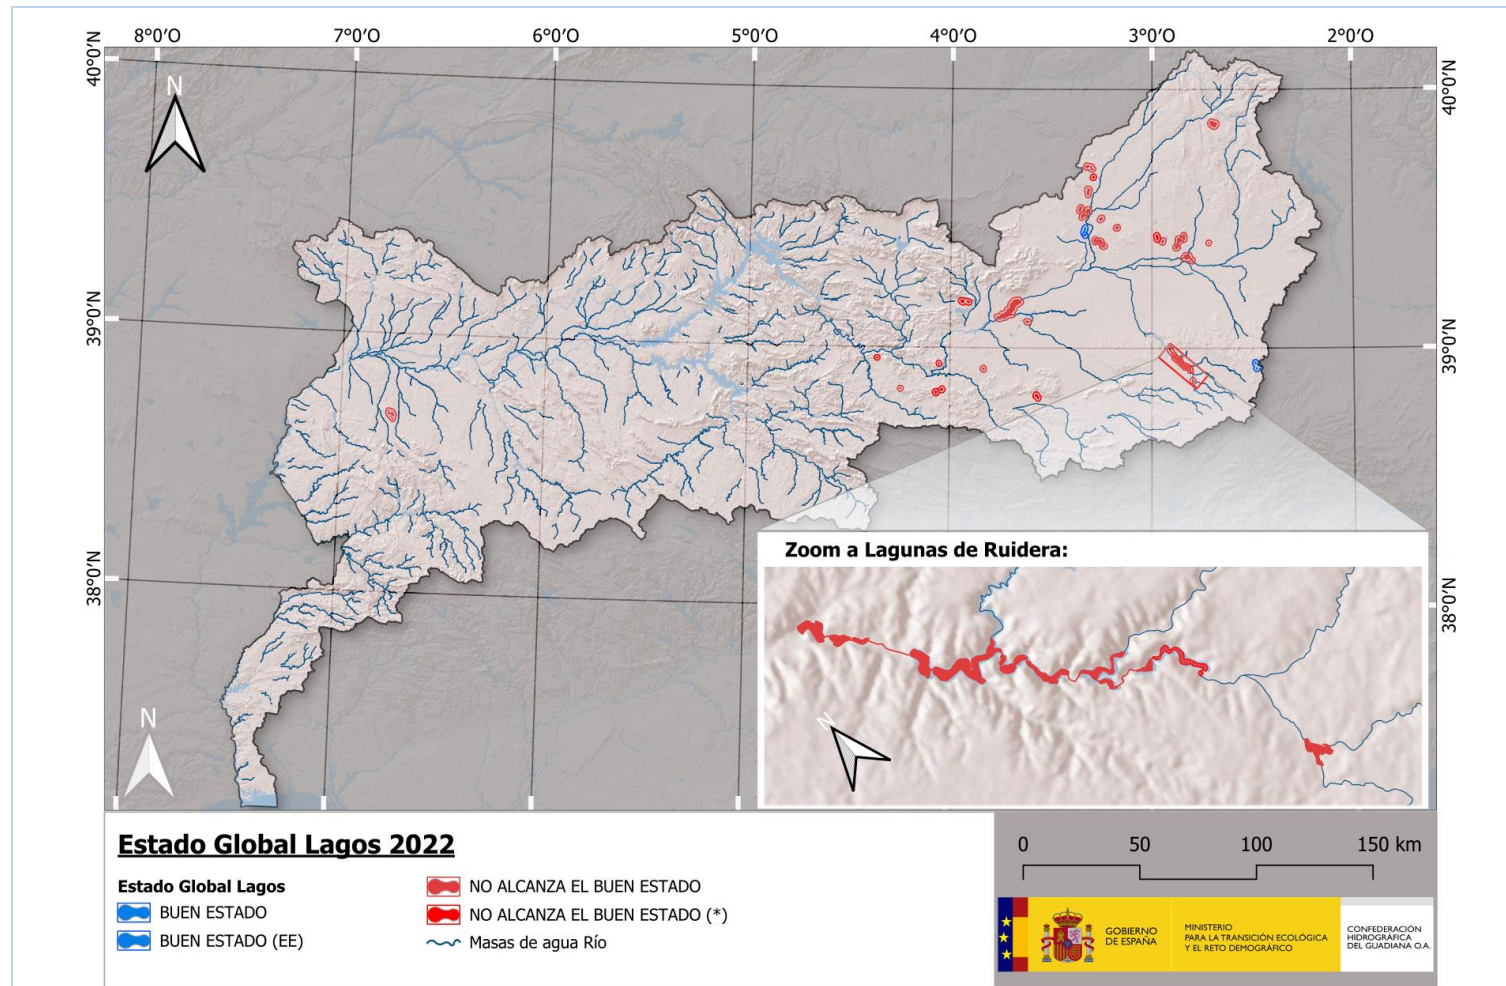 8°0'O 7°0'O 6°0'O 5°0'O 4°0'O 3°0'O 2°0'O
40°0'N
40°0'N
N
39°0'N
39°0'N
38°0'N
38°0'N
Zoom a Lagunas de Ruidera:
N
N
Estado Global Lagos 2022
Estado Global Lagos
BUEN ESTADO
BUEN ESTADO (EE)
NO ALCANZA EL BUEN ESTADO
NO ALCANZA EL BUEN ESTADO (*)
Masas de agua Río
0 50 100 150 km
GOBIERNO
DE ESPAÑA
MINISTERIO
PARA LA TRANSICIÓN ECOLÓGICA
Y EL RETO DEMOGRÁFICO
CONFEDERACIÓN
HIDROGRÁFICA
DEL GUADIANA O.A.